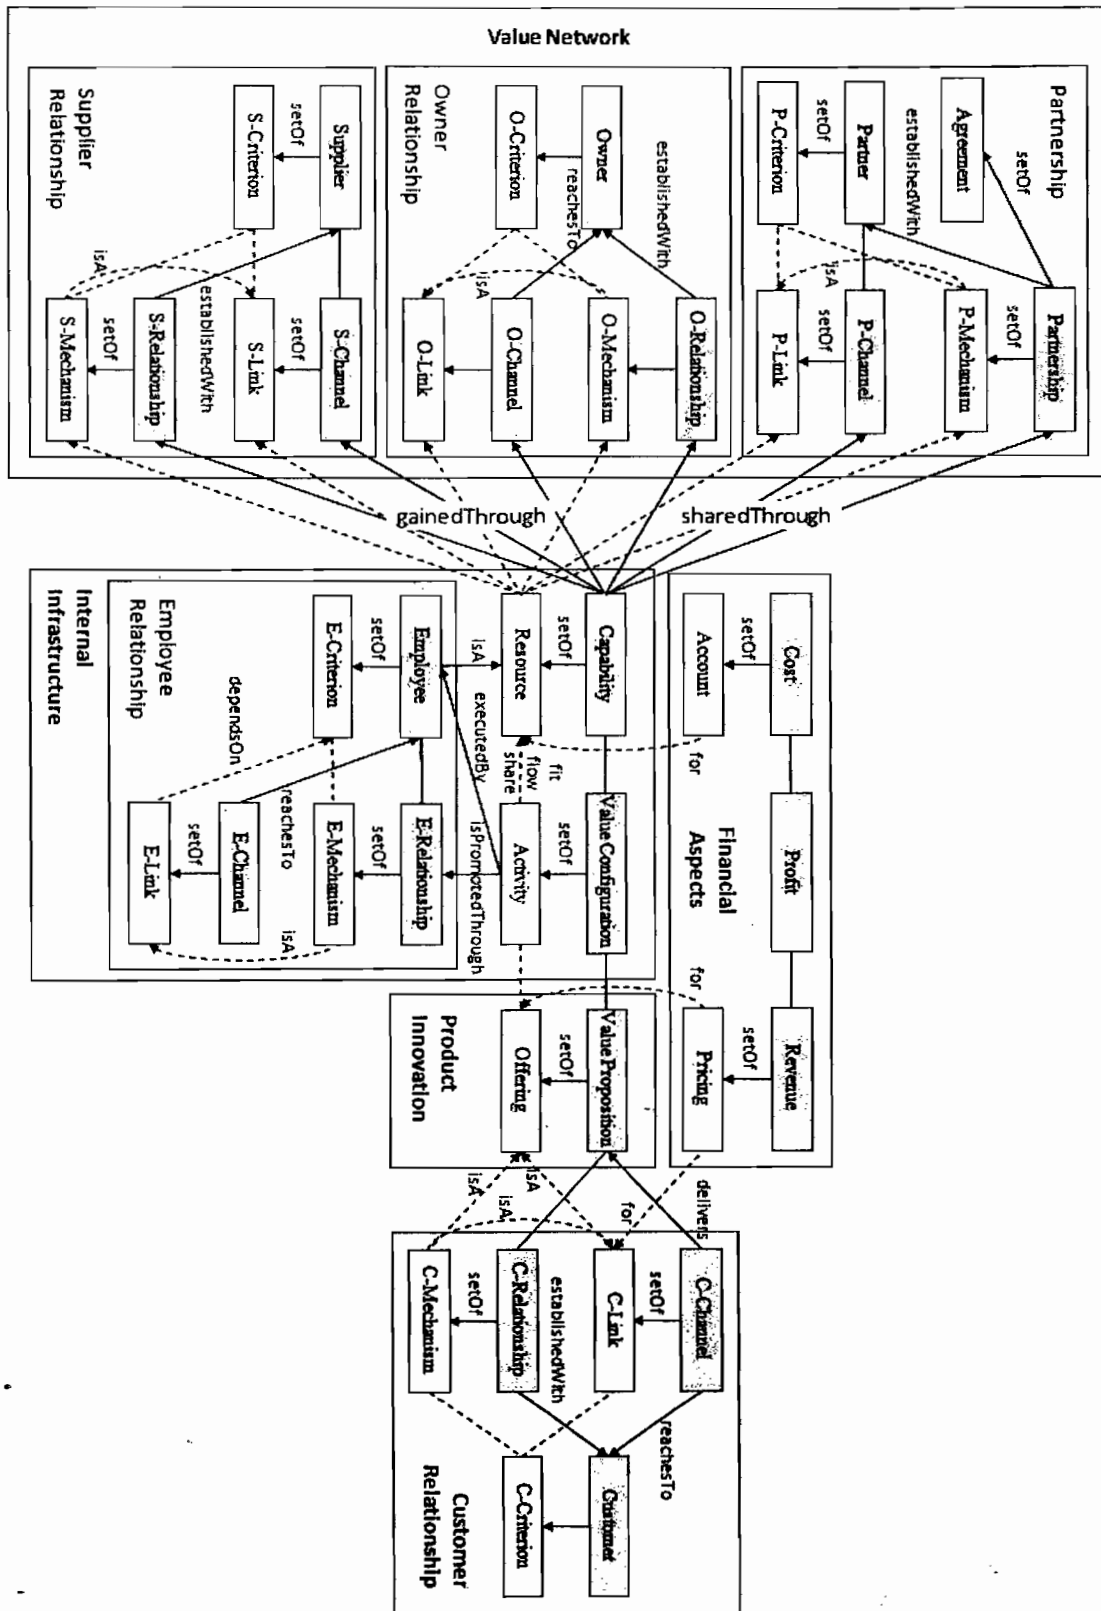 Value Network
Partnership
Agreement
setOf
Partnership
establishedWith
setOf
Partner
P-Mechanism
setOf
isA
P-Channel
P-Criterion
setOf
P-Link
Owner
Relationship
Owner
establishedWith
O-Relationship
reachesTo
O-Mechanism
O-Criterion
isA
O-Channel
O-Link
Supplier
Relationship
Supplier
S-Channel
setOf
setOf
S-Criterion
S-Link
establishedWith
isA
S-Relationship
setOf
S-Mechanism
gainedThrough
sharedThrough
Financial
Aspects
Cost
Profit
Revenue
setOf
setOf
Account
for
for
Pricing
Internal
Infrastructure
Capability
Value Configuration
setOf
setOf
Resource
fit
flow
share
Activity
isA
executedBy
isPromotedThrough
Employee
Relationship
Employee
E-Relationship
setOf
setOf
E-Criterion
E-Mechanism
reachesTo
dependsOn
E-Channel
setOf
isA
E-Link
Product
Innovation
Value Proposition
setOf
Offering
delivers
for
isA
isA
isA
Customer
Relationship
C-Channel
reachesTo
setOf
C-Link
establishedWith
Customer
C-Relationship
setOf
C-Criterion
C-Mechanism